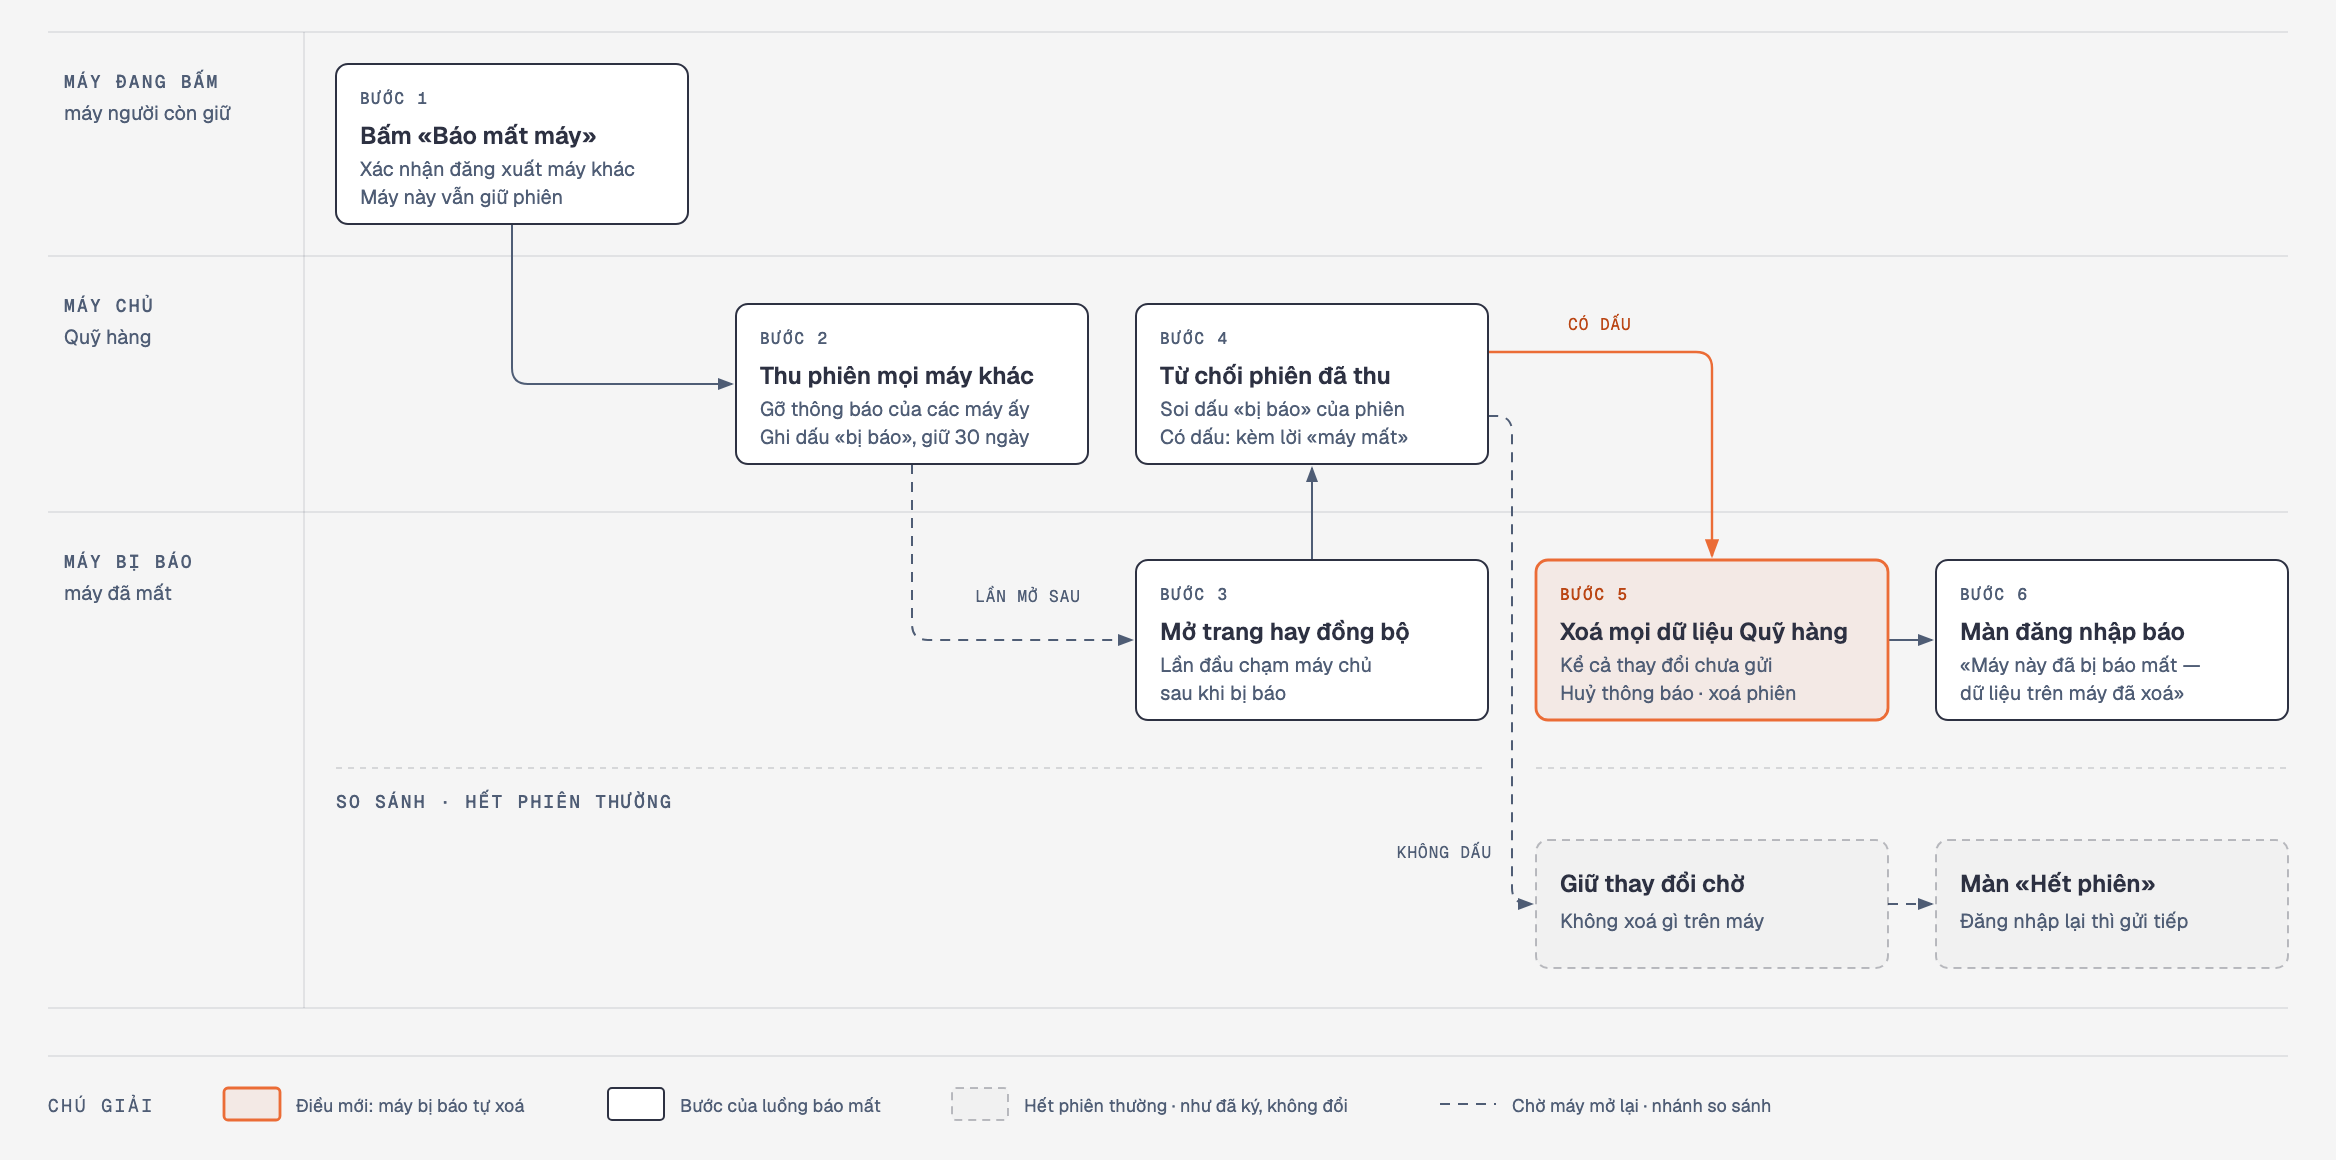 MÁY ĐANG BẤM
máy người còn giữ
BƯỚC 1
Bấm «Báo mất máy»
Xác nhận đăng xuất máy khác
Máy này vẫn giữ phiên
MÁY CHỦ
Quỹ hàng
BƯỚC 2
Thu phiên mọi máy khác
Gỡ thông báo của các máy ấy
Ghi dấu «bị báo», giữ 30 ngày
BƯỚC 4
Từ chối phiên đã thu
Soi dấu «bị báo» của phiên
Có dấu: kèm lời «máy mất»
CÓ DẤU
MÁY BỊ BÁO
máy đã mất
LẦN MỞ SAU
BƯỚC 3
Mở trang hay đồng bộ
Lần đầu chạm máy chủ
sau khi bị báo
BƯỚC 5
Xoá mọi dữ liệu Quỹ hàng
Kể cả thay đổi chưa gửi
Huỷ thông báo · xoá phiên
BƯỚC 6
Màn đăng nhập báo
«Máy này đã bị báo mất —
dữ liệu trên máy đã xoá»
SO SÁNH · HẾT PHIÊN THƯỜNG
KHÔNG DẤU
Giữ thay đổi chờ
Không xoá gì trên máy
Màn «Hết phiên»
Đăng nhập lại thì gửi tiếp
CHÚ GIẢI
Điều mới: máy bị báo tự xoá
Bước của luồng báo mất
Hết phiên thường · như đã ký, không đổi
Chờ máy mở lại · nhánh so sánh